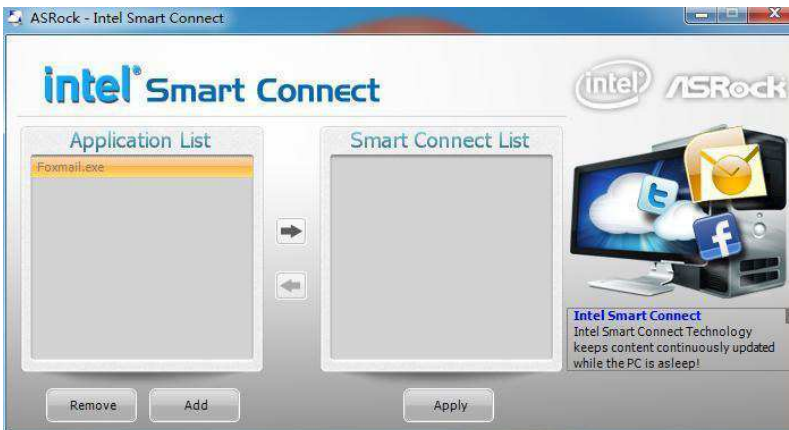 ASRock - Intel Smart Connect
intel Smart Connect
intel ASRock
Application List
Foxmail.exe
Smart Connect List
Intel Smart Connect
Intel Smart Connect Technology
keeps content continuously updated
while the PC is asleep!
Remove
Add
Apply